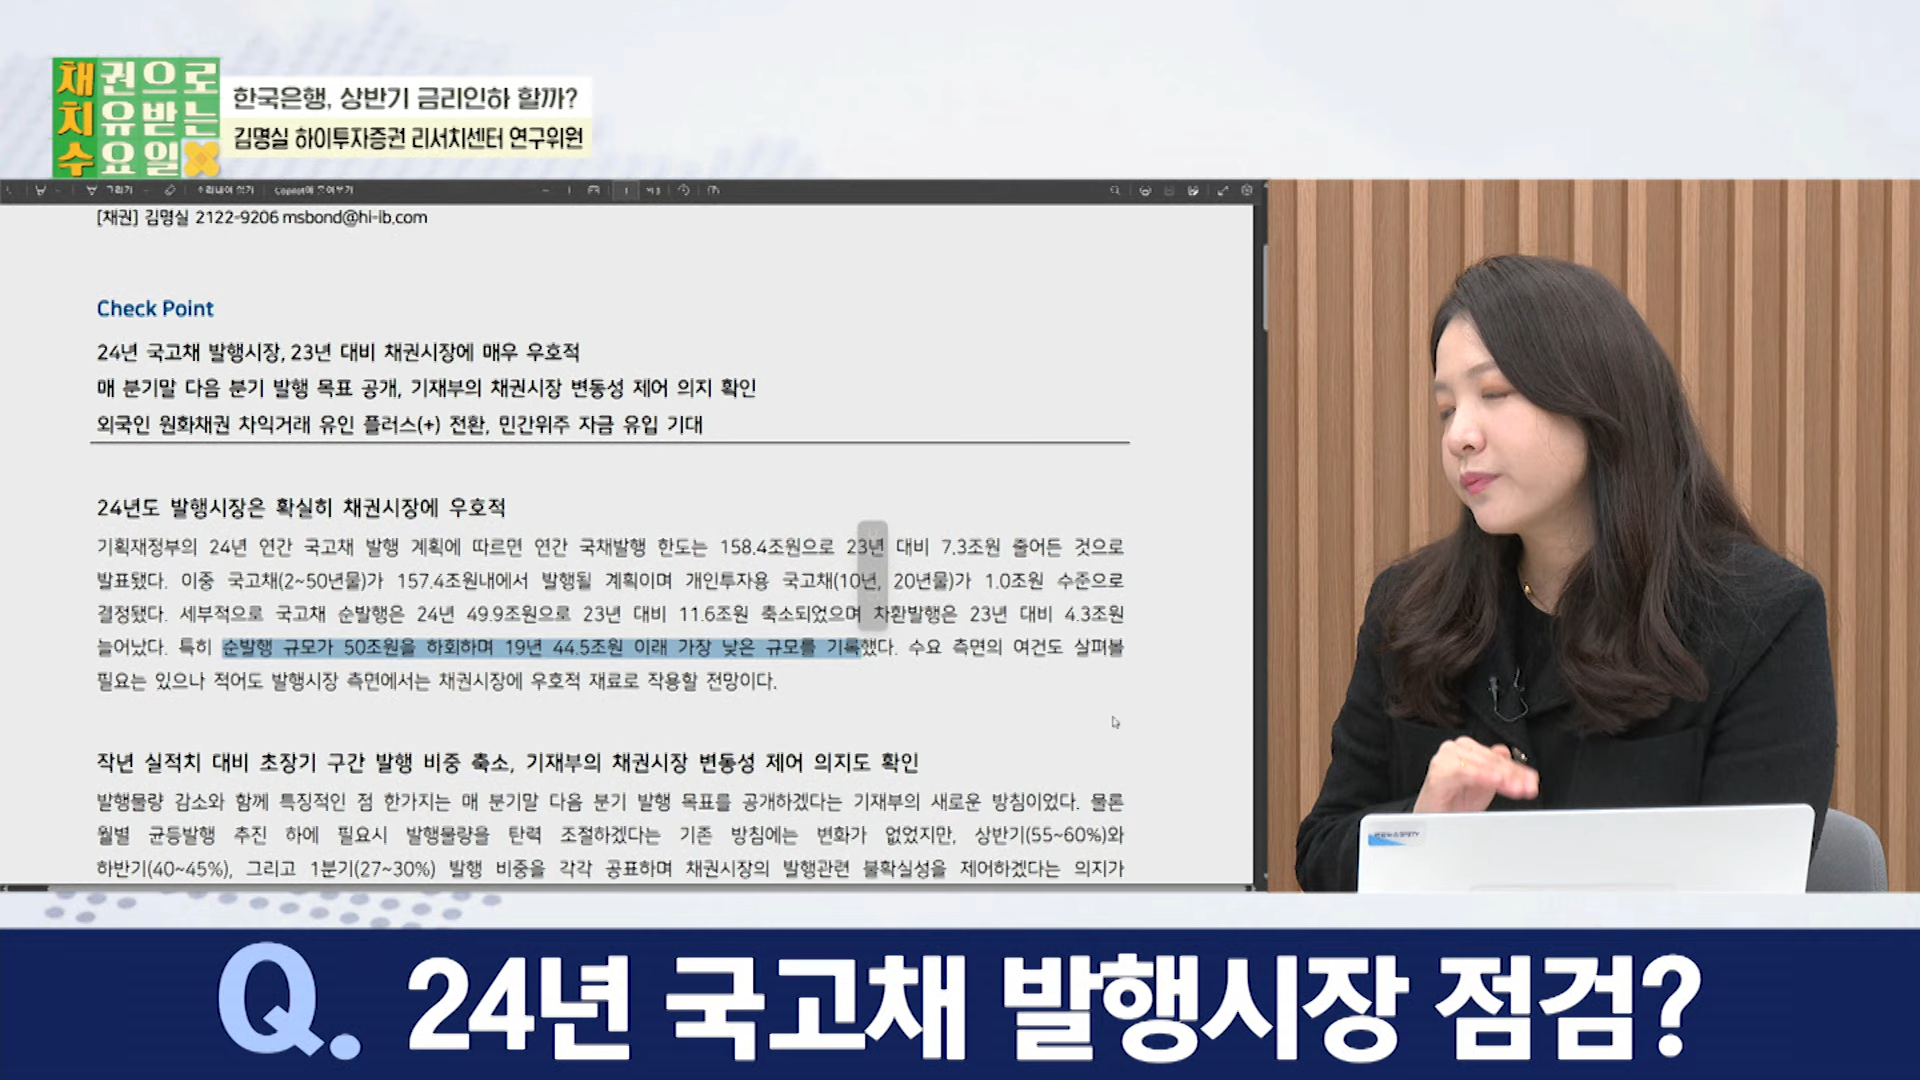 채권으로
치유받는
수요일
한국은행, 상반기 금리인하 할까?
김명실 하이투자증권 리서치센터 연구위원
그리기 소리내어 읽기
[채권] 김명실 2122-9206 msbond@hi-ib.com
Check Point
24년 국고채 발행시장, 23년 대비 채권시장에 매우 우호적
매 분기말 다음 분기 발행 목표 공개, 기재부의 채권시장 변동성 제어 의지 확인
외국인 원화채권 차익거래 유인 플러스(+) 전환, 민간위주 자금 유입 기대
24년도 발행시장은 확실히 채권시장에 우호적
기획재정부의 24년 연간 국고채 발행 계획에 따르면 연간 국채발행 한도는 158.4조원으로 23년 대비 7.3조원 줄어든 것으로
발표됐다. 이중 국고채(2~50년물)가 157.4조원내에서 발행될 계획이며 개인투자용 국고채(10년, 20년물)가 1.0조원 수준으로
결정됐다. 세부적으로 국고채 순발행은 24년 49.9조원으로 23년 대비 11.6조원 축소되었으며 차환발행은 23년 대비 4.3조원
늘어났다. 특히 순발행 규모가 50조원을 하회하며 19년 44.5조원 이래 가장 낮은 규모를 기록했다. 수요 측면의 여건도 살펴볼
필요는 있으나 적어도 발행시장 측면에서는 채권시장에 우호적 재료로 작용할 전망이다.
작년 실적치 대비 초장기 구간 발행 비중 축소, 기재부의 채권시장 변동성 제어 의지도 확인
발행물량 감소와 함께 특징적인 점 한가지는 매 분기말 다음 분기 발행 목표를 공개하겠다는 기재부의 새로운 방침이었다. 물론
월별 균등발행 추진 하에 필요시 발행물량을 탄력 조절하겠다는 기존 방침에는 변화가 없었지만, 상반기(55~60%)와
하반기(40~45%), 그리고 1분기(27~30%) 발행 비중을 각각 공표하며 채권시장의 발행관련 불확실성을 제어하겠다는 의지가
Q. 24년 국고채 발행시장 점검?